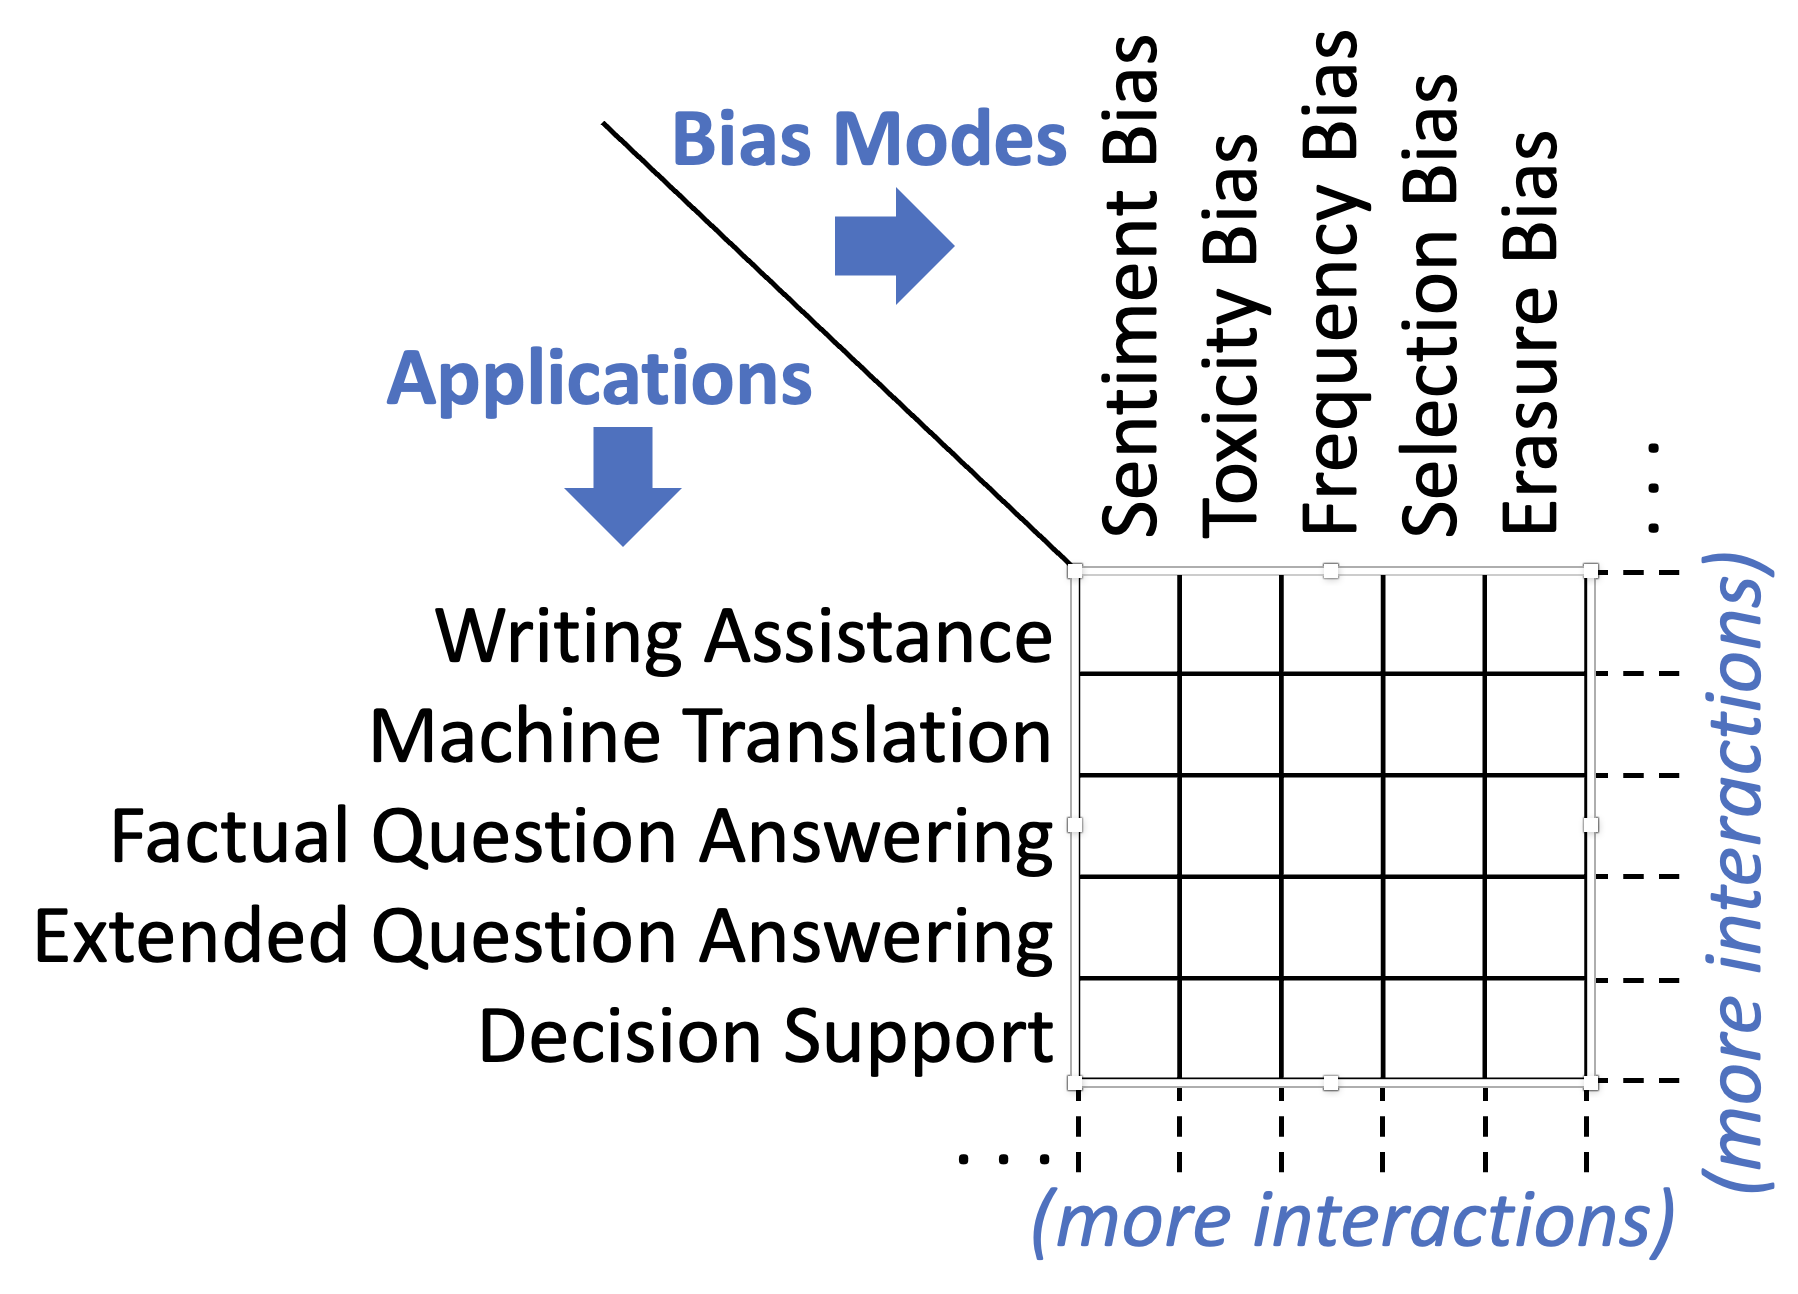 Bias Modes
Applications
Sentiment Bias
Toxicity Bias
Frequency Bias
Selection Bias
Erasure Bias
. . .
Writing Assistance
Machine Translation
Factual Question Answering
Extended Question Answering
Decision Support
. . .
(more interactions)
(more interactions)